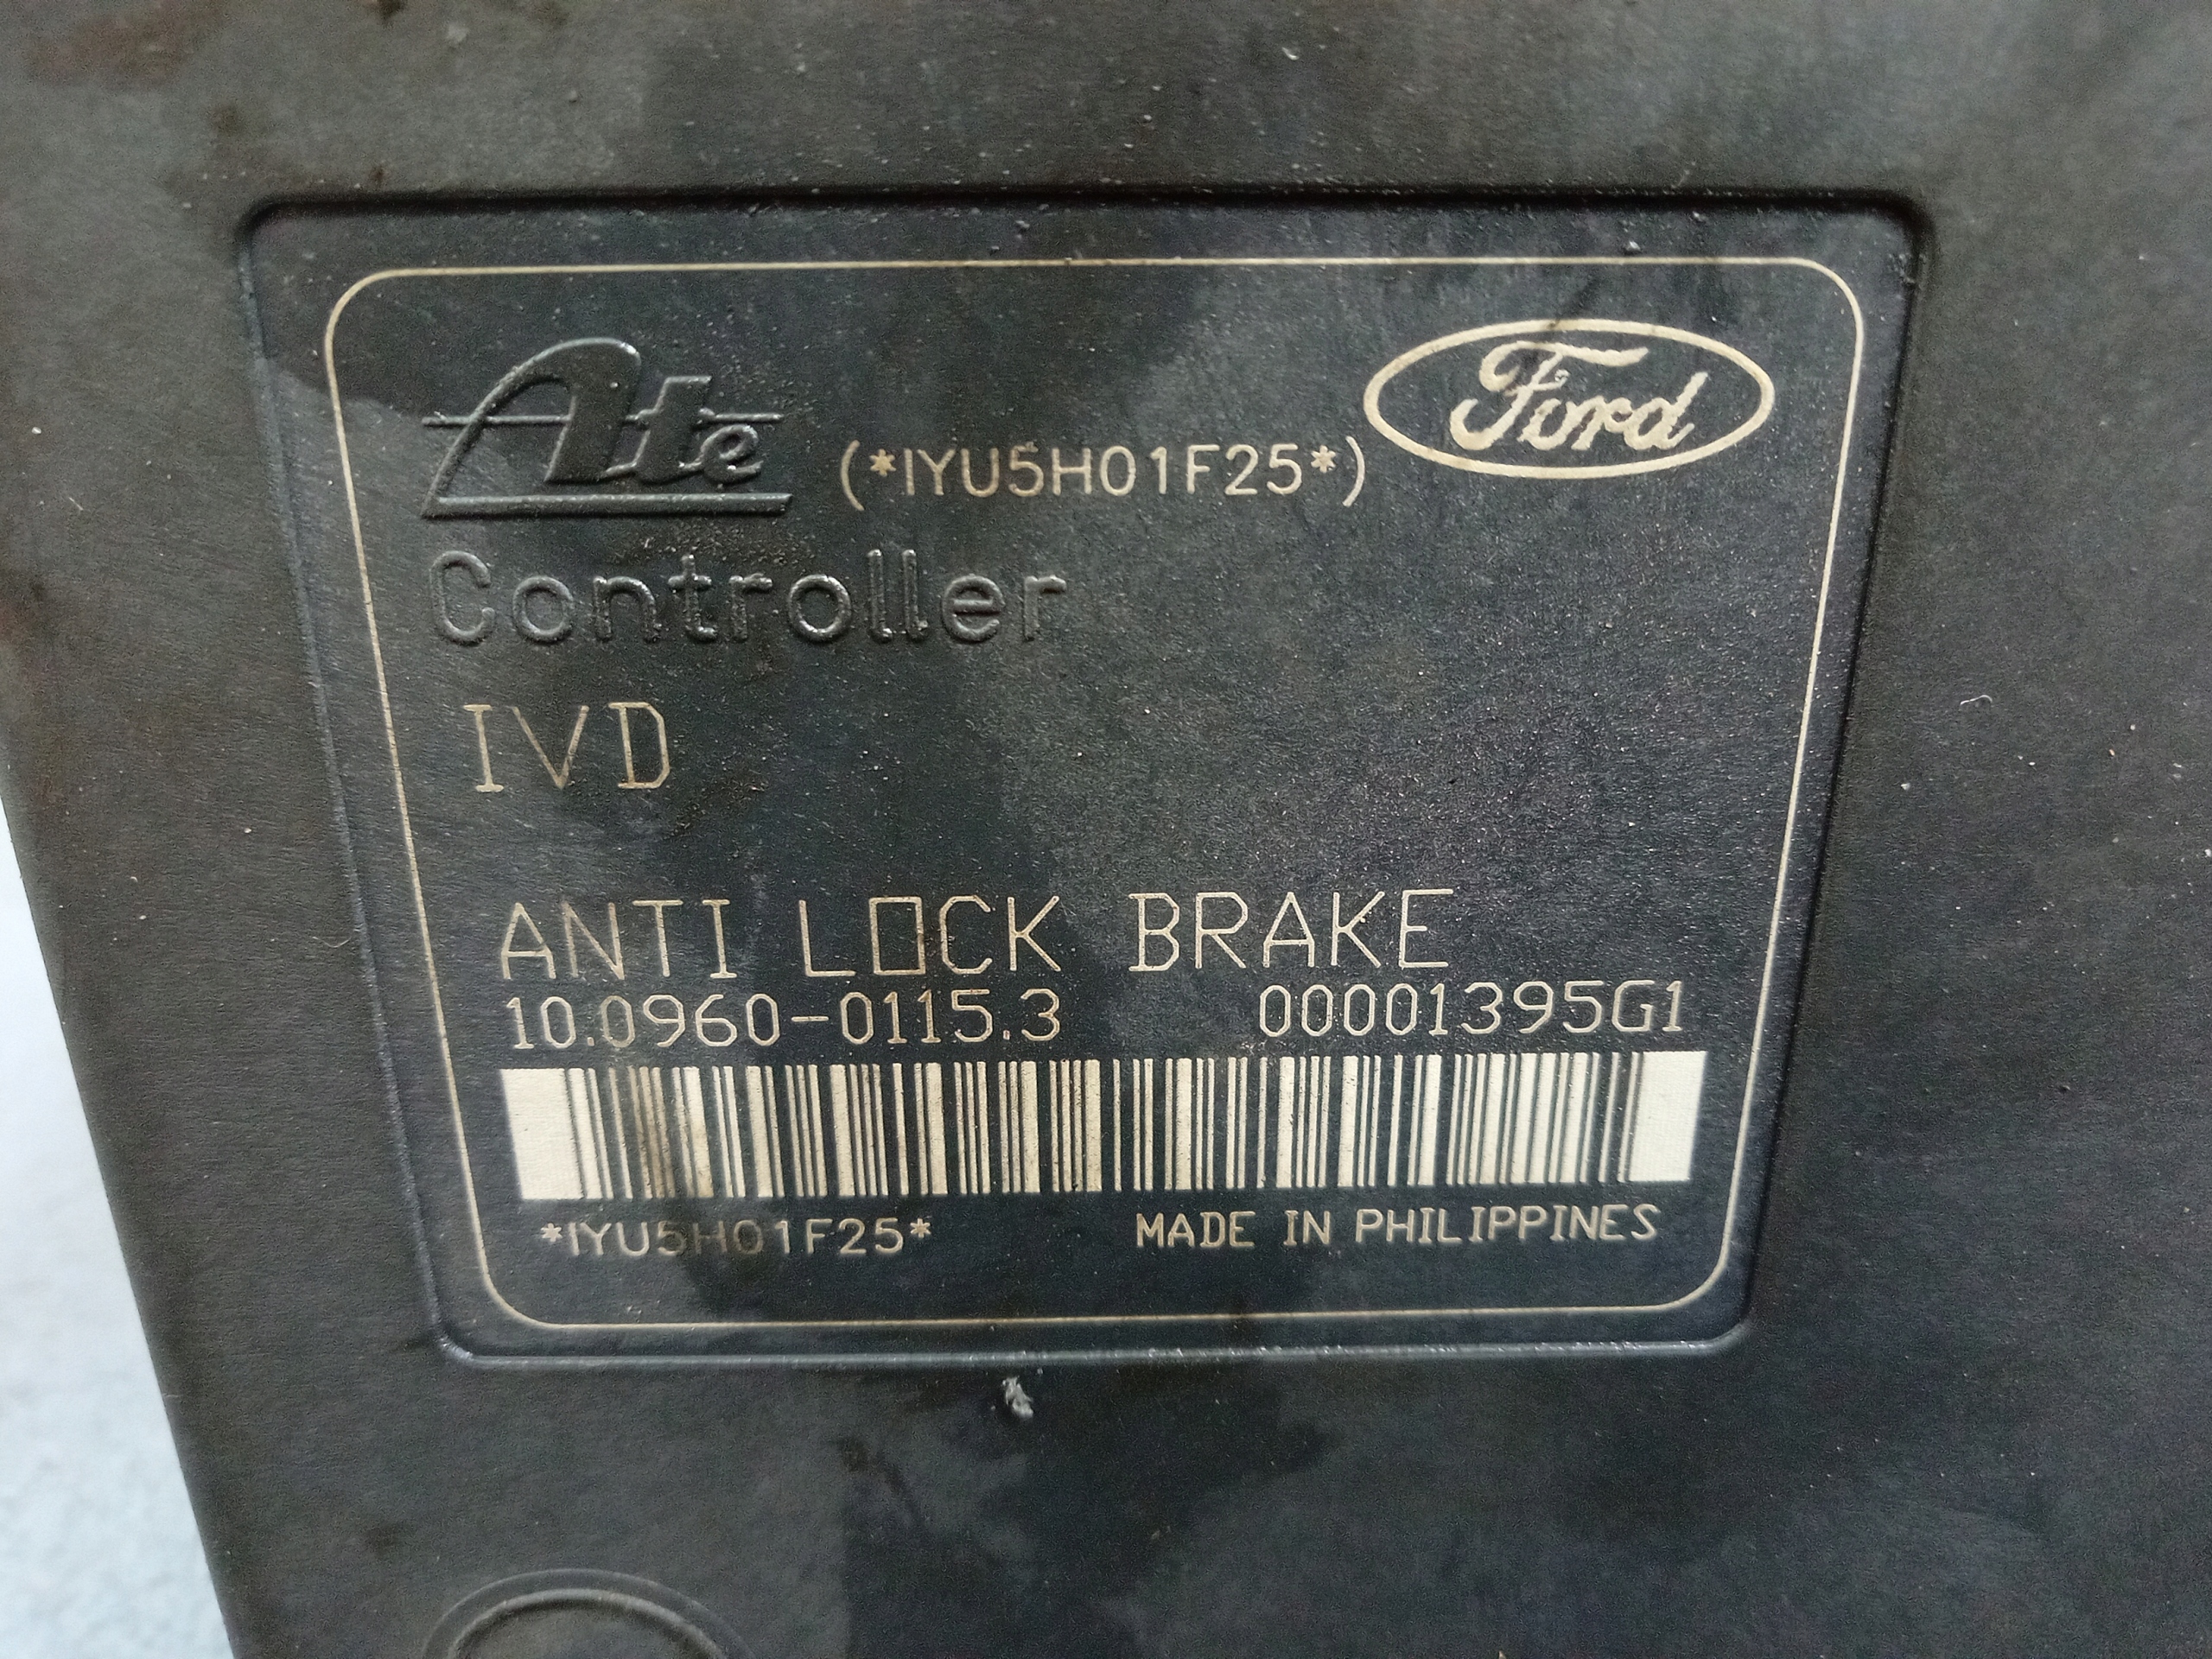 Ate (*IYU5H01F25*) Ford
Controller
IVD
ANTI LOCK BRAKE
10.0960-0115.3 00001395G1
*IYU5H01F25* MADE IN PHILIPPINES